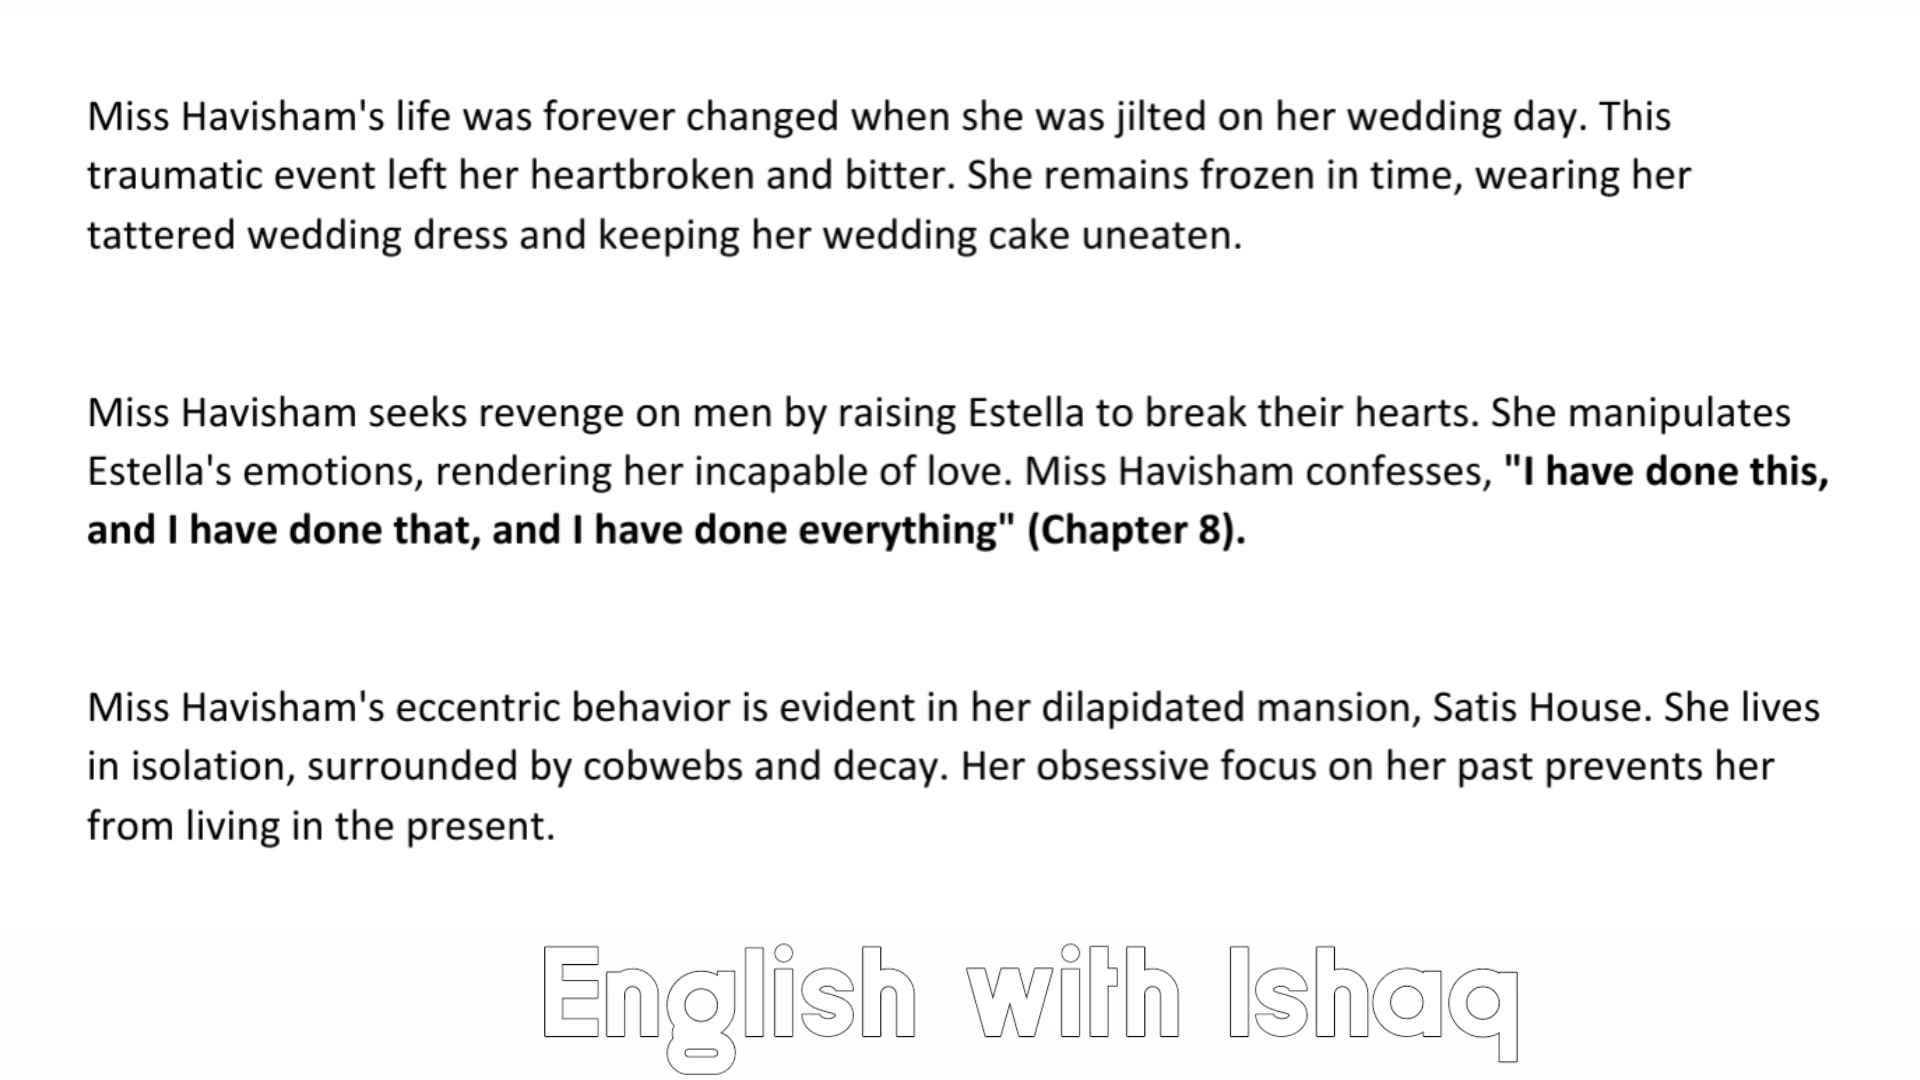 Miss Havisham's life was forever changed when she was jilted on her wedding day. This
traumatic event left her heartbroken and bitter. She remains frozen in time, wearing her
tattered wedding dress and keeping her wedding cake uneaten.
Miss Havisham seeks revenge on men by raising Estella to break their hearts. She manipulates
Estella's emotions, rendering her incapable of love. Miss Havisham confesses, "I have done this,
and I have done that, and I have done everything" (Chapter 8).
Miss Havisham's eccentric behavior is evident in her dilapidated mansion, Satis House. She lives
in isolation, surrounded by cobwebs and decay. Her obsessive focus on her past prevents her
from living in the present.
English with Ishaq